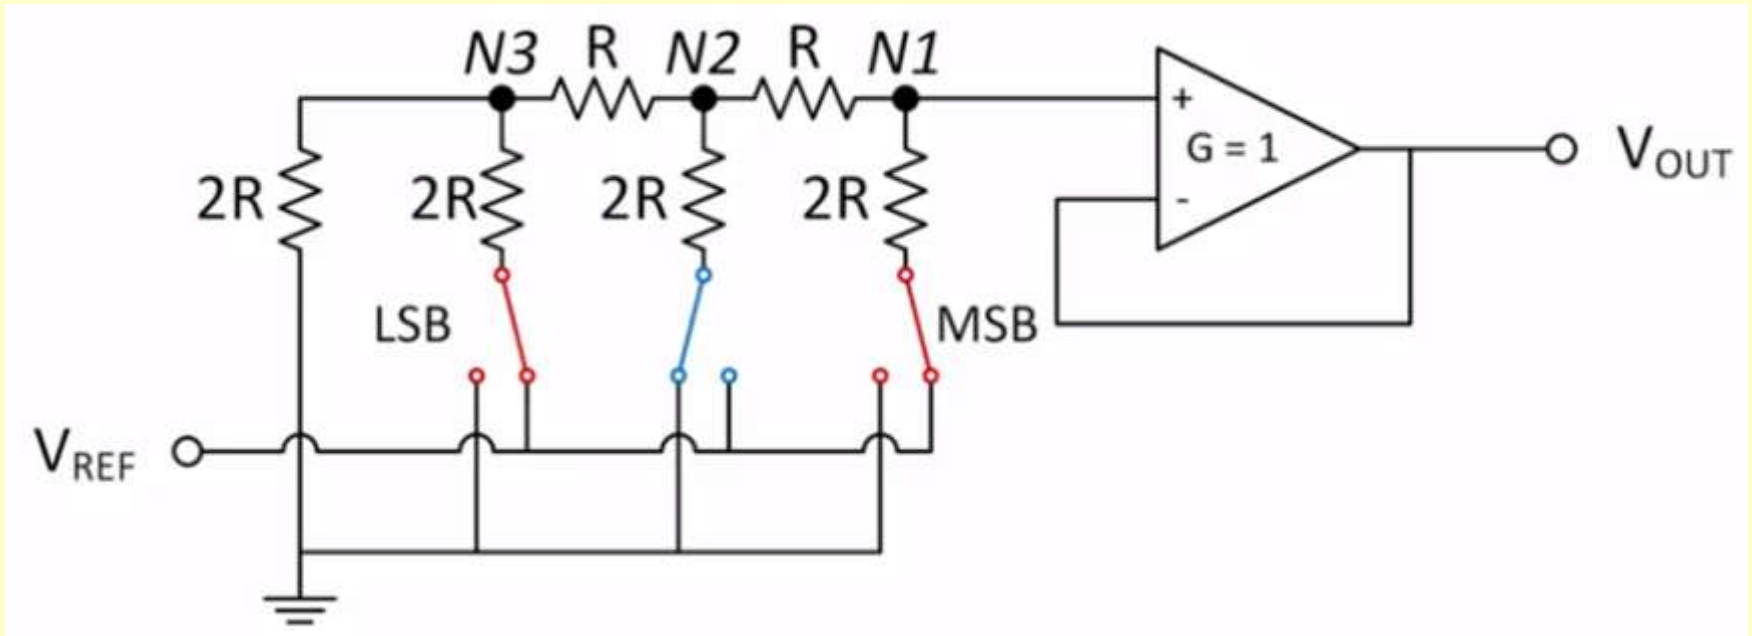 N3 R N2 R N1
+
G = 1
VOUT
2R 2R 2R 2R
-
LSB MSB
VREF